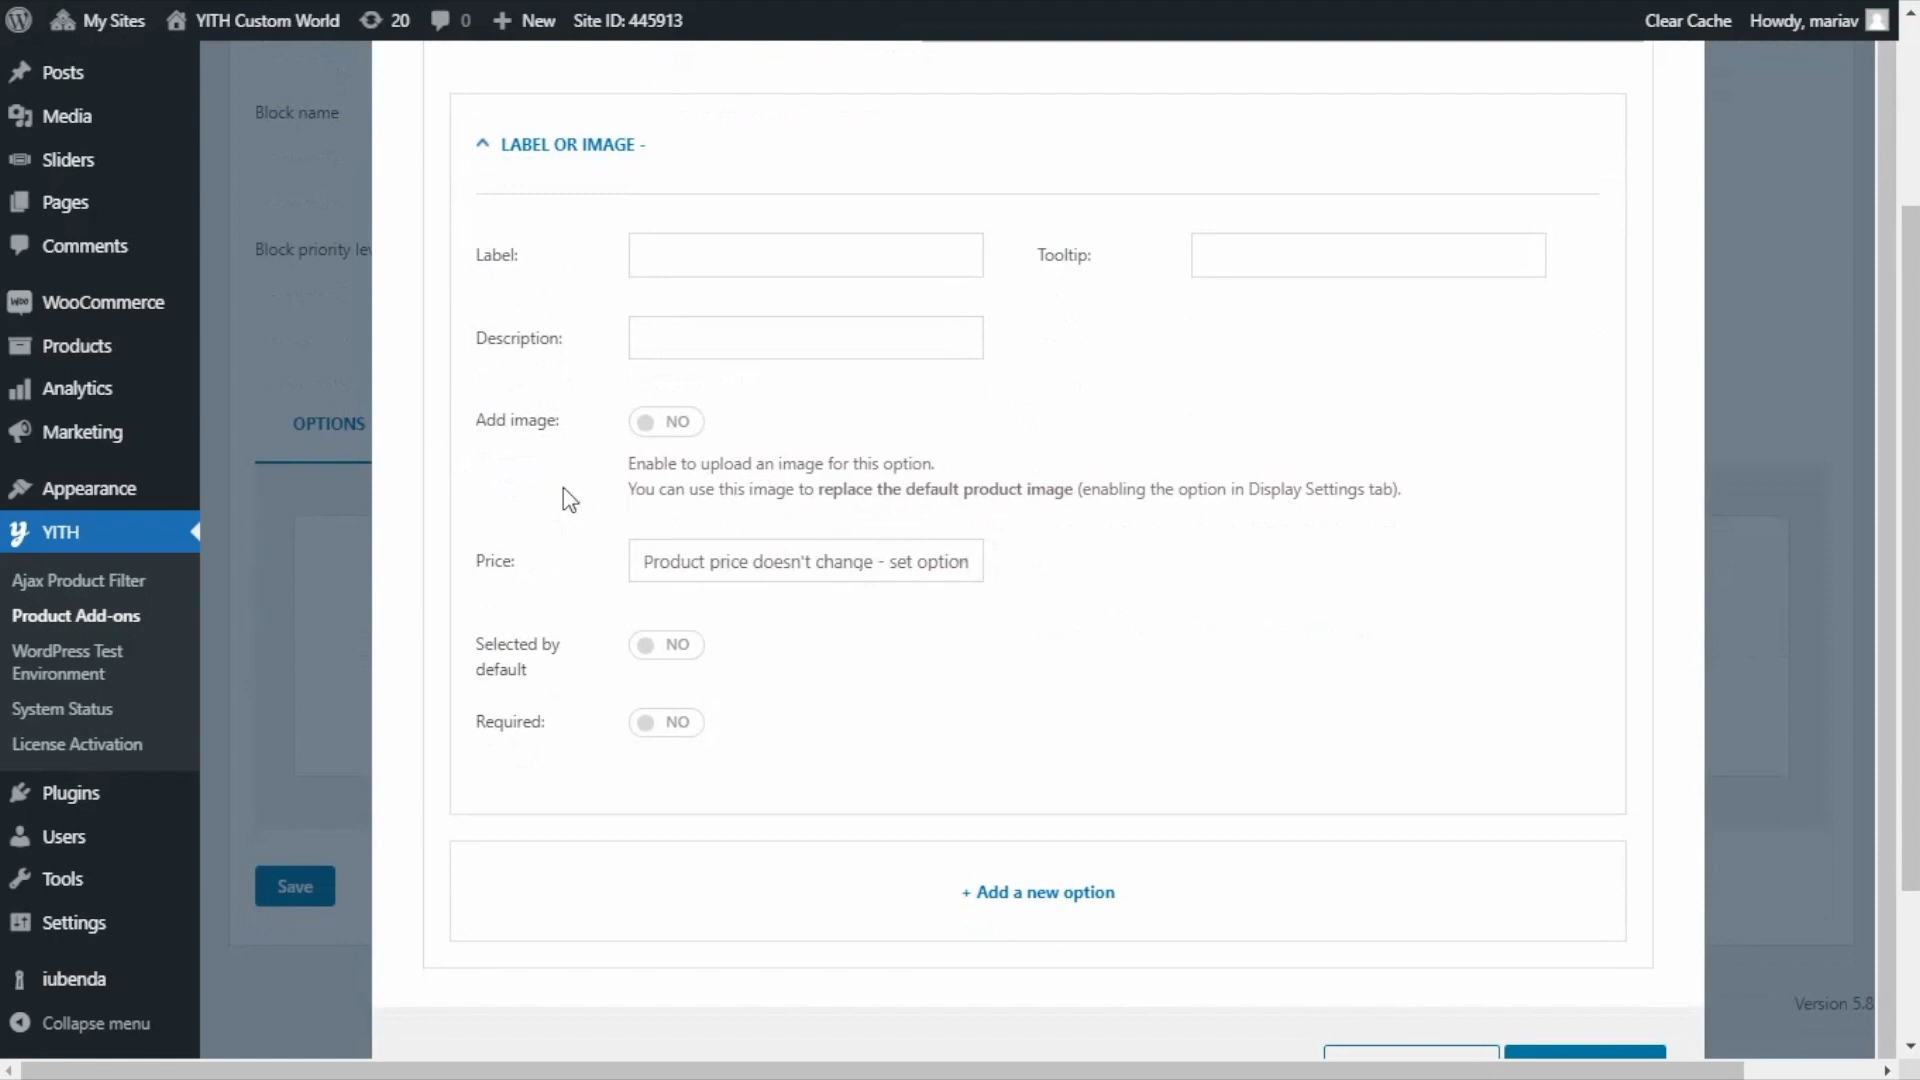 My Sites
YITH Custom World
20
0
New
Site ID: 445913
Clear Cache
Howdy, mariav
Posts
Media
Sliders
Pages
Comments
WooCommerce
Products
Analytics
Marketing
Appearance
YITH
Ajax Product Filter
Product Add-ons
WordPress Test
Environment
System Status
License Activation
Plugins
Users
Tools
Settings
iubenda
Collapse menu
Block name
Block priority lev
OPTIONS
Save
LABEL OR IMAGE -
Label:
Tooltip:
Description:
Add image:
NO
Enable to upload an image for this option.
You can use this image to replace the default product image (enabling the option in Display Settings tab).
Price:
Product price doesn't change - set option
Selected by
default
NO
Required:
NO
+ Add a new option
Version 5.8